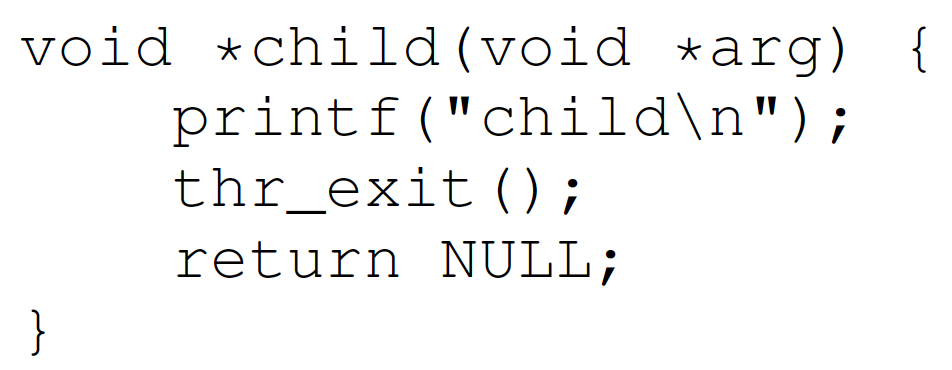 void *child(void *arg) {
    printf("child\n");
    thr_exit();
    return NULL;
}